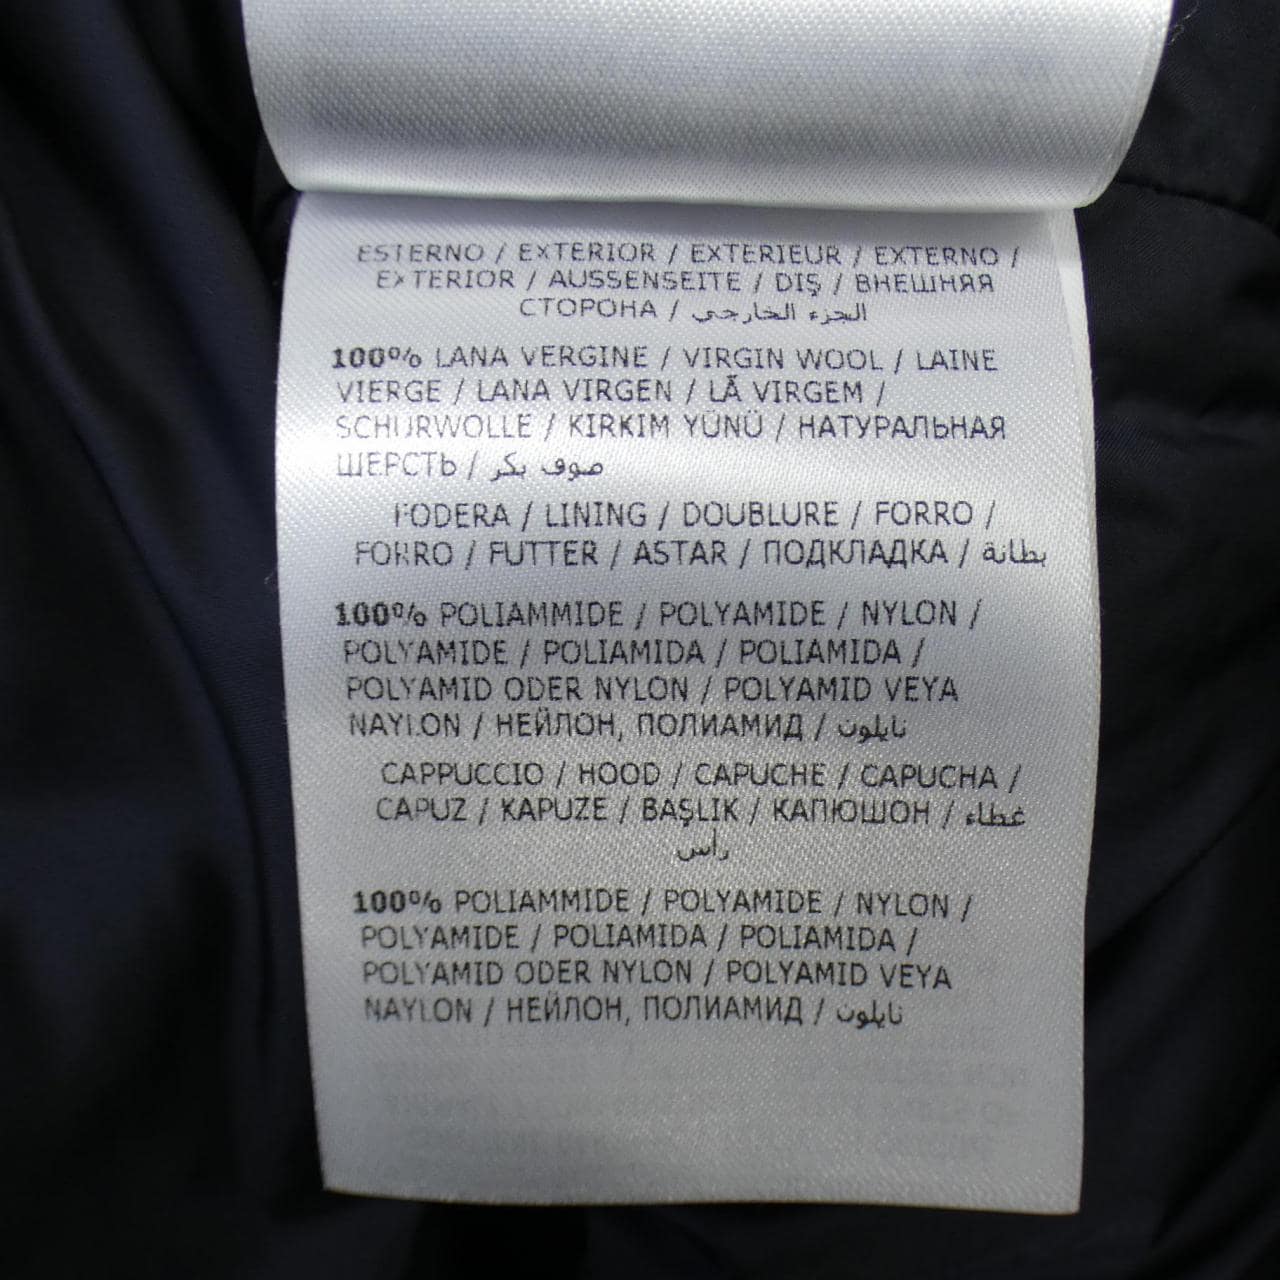 ESTERNO / EXTERIOR / EXTERIEUR / EXTERNO /
EXTERIOR / AUSSENSEITE / DIŞ / ВНЕШНЯЯ
СТОРОНА / الجزء الخارجي
100% LANA VERGINE / VIRGIN WOOL / LAINE
VIERGE / LANA VIRGEN / LÃ VIRGEM /
SCHURWOLLE / KIRKIM YÜNÜ / НАТУРАЛЬНАЯ
ШЕРСТЬ / صوف بكر
FODERA / LINING / DOUBLURE / FORRO /
FORRO / FUTTER / ASTAR / ПОДКЛАДКА / بطانة
100% POLIAMMIDE / POLYAMIDE / NYLON /
POLYAMIDE / POLIAMIDA / POLIAMIDA /
POLYAMID ODER NYLON / POLYAMID VEYA
NAYLON / НЕЙЛОН, ПОЛИАМИД / نايلون
CAPPUCCIO / HOOD / CAPUCHE / CAPUCHA /
CAPUZ / KAPUZE / BAŞLIK / КАПЮШОН / غطاء
رأس
100% POLIAMMIDE / POLYAMIDE / NYLON /
POLYAMIDE / POLIAMIDA / POLIAMIDA /
POLYAMID ODER NYLON / POLYAMID VEYA
NAYLON / НЕЙЛОН, ПОЛИАМИД / نايلون